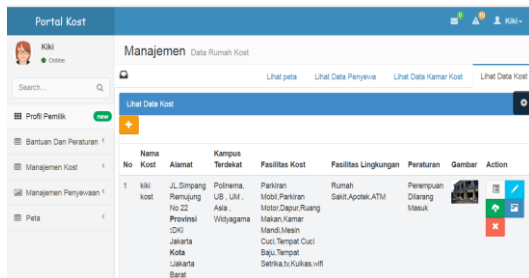 Portal Kost
0
0
Kiki
Kiki
Online
Manajemen Data Rumah Kost
Search...
Lihat peta
Lihat Data Penyewa
Lihat Data Kamar Kost
Lihat Data Kost
Lihat Data Kost
Profil Pemilik
new
Bantuan Dan Peraturan
Manajemen Kost
Manajemen Penyewaan
Peta
No
Nama Kost
Alamat
Kampus Terdekat
Fasilitas Kost
Fasilitas Lingkungan
Peraturan
Gambar
Action
1
kiki
kost
JL.Simpang
Remujung
No 22
Provinsi
:DKI
Jakarta
Kota
:Jakarta
Barat
Polinema,
UB , UM ,
Asia ,
Widyagama
Parkiran
Mobil,Parkiran
Motor,Dapur,Ruang
Makan,Kamar
Mandi,Mesin
Cuci,Tempat Cuci
Baju,Tempat
Setrika,tv,Kulkas,wifi
Rumah
Sakit,Apotek,ATM
Perempuan
Dilarang
Masuk